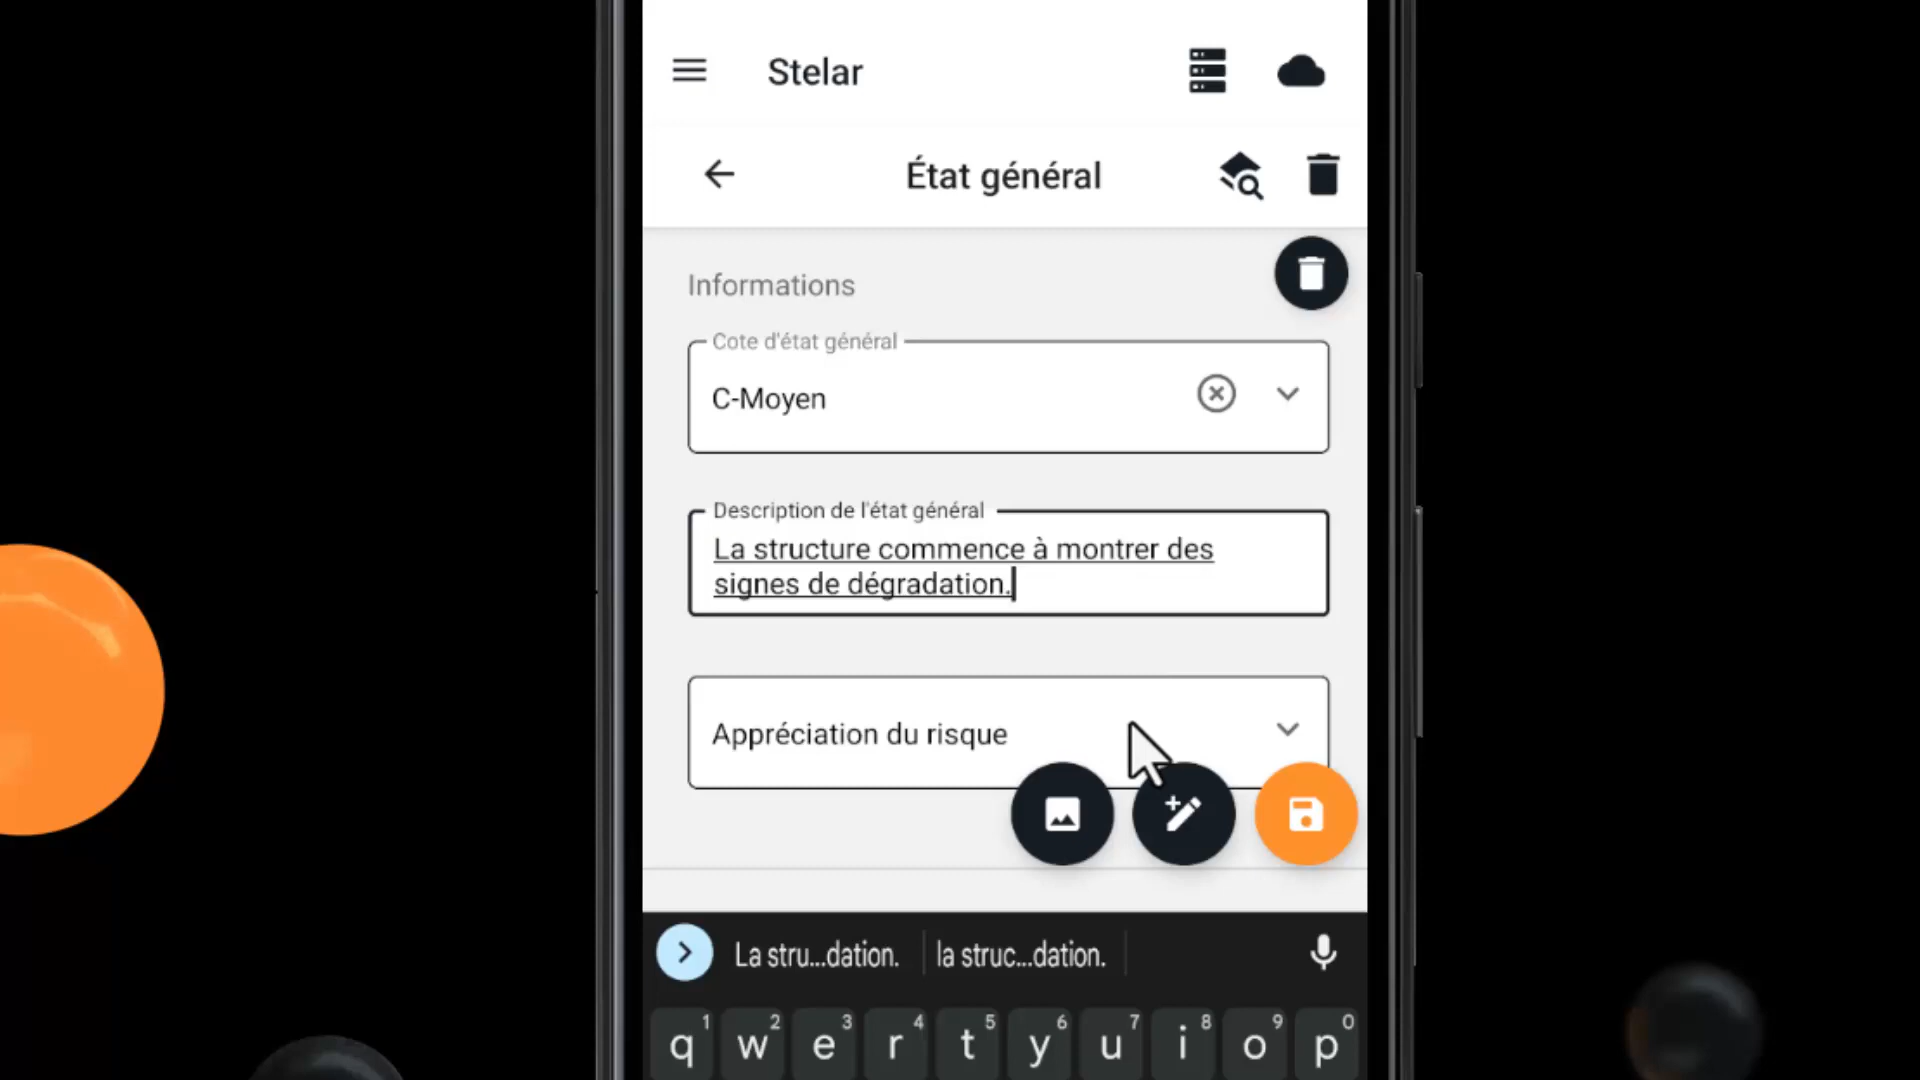 Stelar
État général
Informations
Cote d'état général
C-Moyen
Description de l'état général
La structure commence à montrer des
signes de dégradation.
Appréciation du risque
La stru...dation. la struc...dation.
1 2 3 4 5 6 7 8 9 0
q w e r t y u i o p